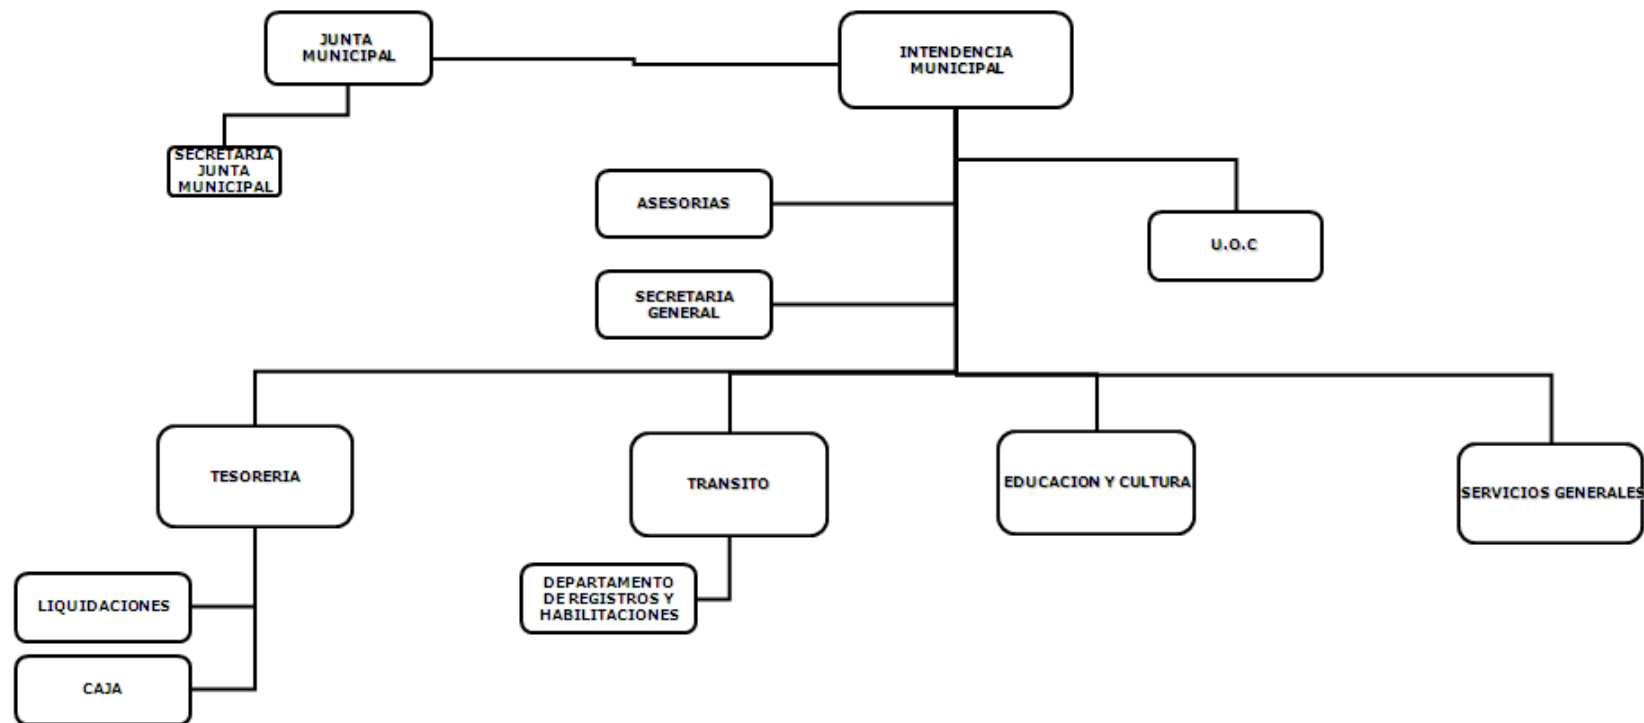 JUNTA
MUNICIPAL
INTENDENCIA
MUNICIPAL
SECRETARIA
JUNTA
MUNICIPAL
ASESORIAS
U.O.C
SECRETARIA
GENERAL
TESORERIA
TRANSITO
EDUCACION Y CULTURA
SERVICIOS GENERALES
LIQUIDACIONES
DEPARTAMENTO
DE REGISTROS Y
HABILITACIONES
CAJA